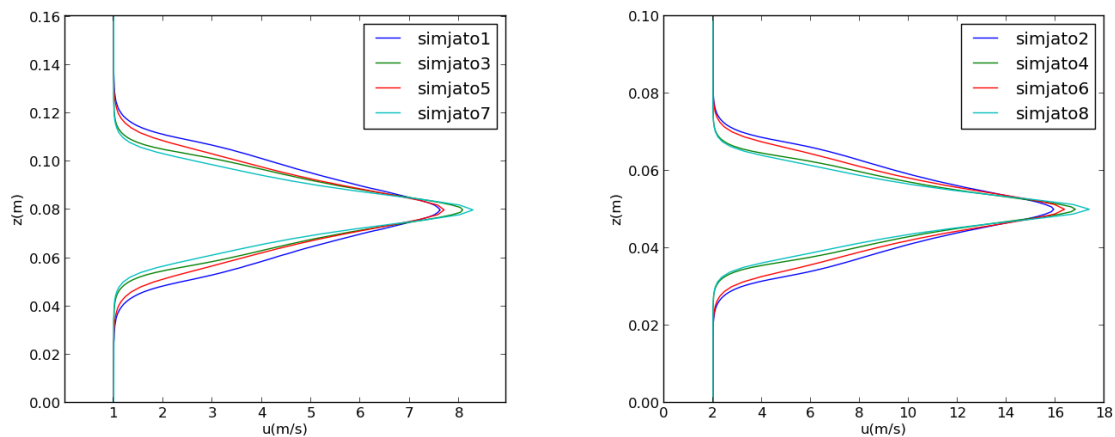 0.16
0.14
0.12
0.10
0.08
0.06
0.04
0.02
0.00
z(m)
1 2 3 4 5 6 7 8
u(m/s)
simjato1
simjato3
simjato5
simjato7
0.10
0.08
0.06
0.04
0.02
0.00
z(m)
0 2 4 6 8 10 12 14 16 18
u(m/s)
simjato2
simjato4
simjato6
simjato8